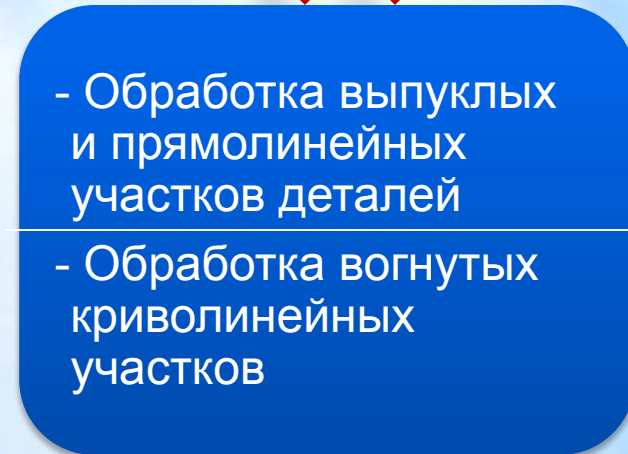 - Обработка выпуклых
и прямолинейных
участков деталей
- Обработка вогнутых
криволинейных
участков